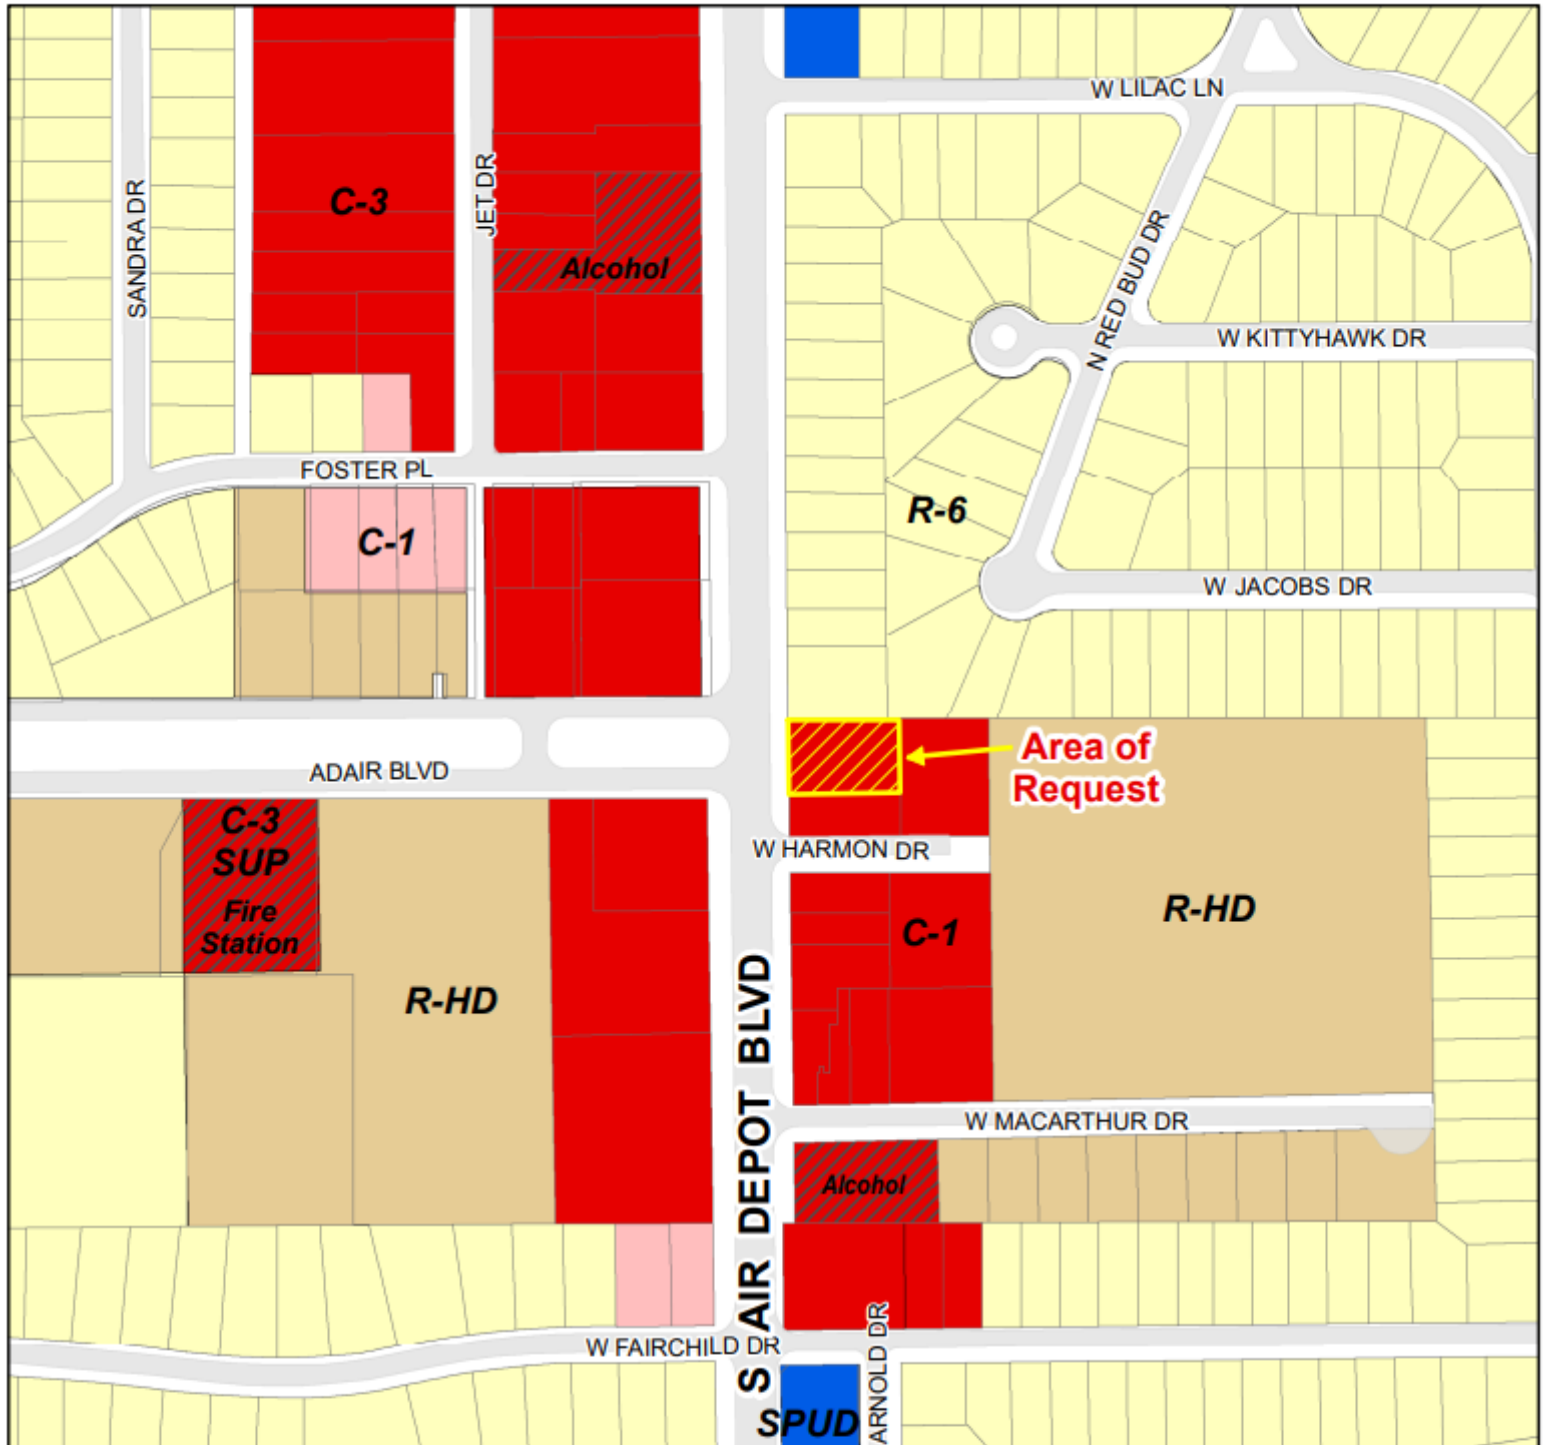 W LILAC LN
C-3
JET DR
SANDRA DR
Alcohol
N RED BUD DR
W KITTYHAWK DR
FOSTER PL
R-6
C-1
W JACOBS DR
Area of
Request
ADAIR BLVD
C-3
SUP
Fire
Station
W HARMON DR
R-HD
C-1
R-HD
S AIR DEPOT BLVD
W MACARTHUR DR
Alcohol
W FAIRCHILD DR
ARNOLD DR
SPUD